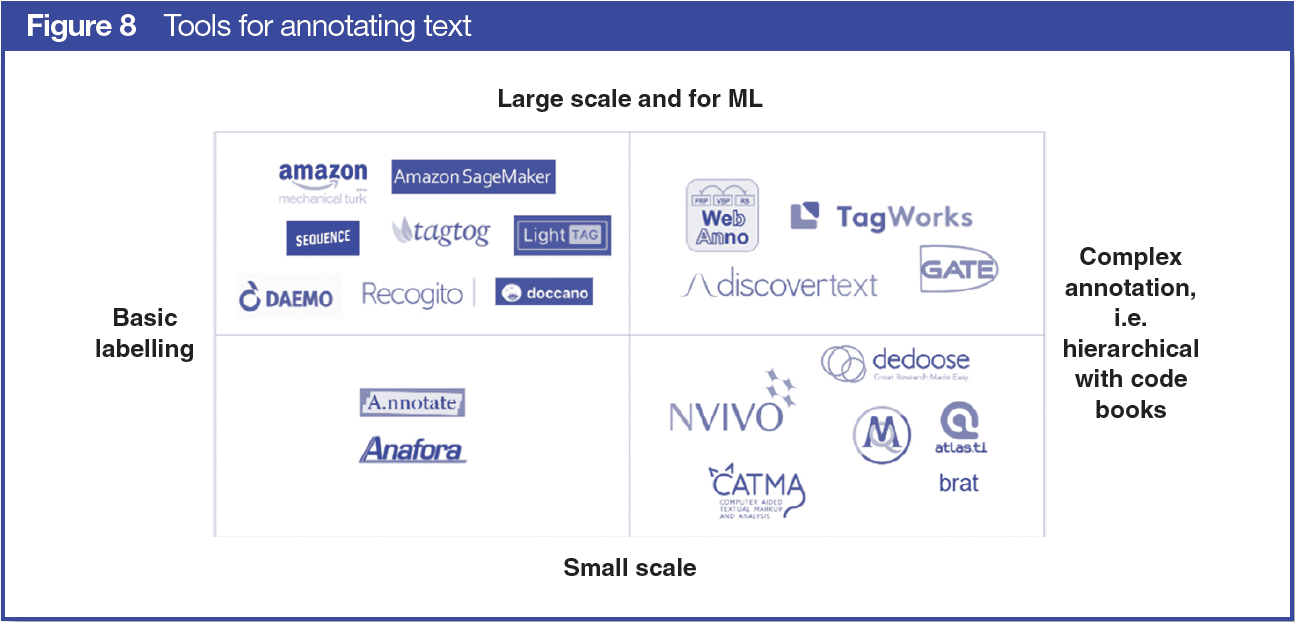 Figure 8 Tools for annotating text
Large scale and for ML
amazon
mechanical turk
Amazon SageMaker
SEQUENCE
tagtog
Light TAG
DAEMO
Recogito
doccano
PRP VBP RB
Web
Anno
TagWorks
discovertext
GATE
Basic
labelling
Complex
annotation,
i.e.
hierarchical
with code
books
A.nnotate
Anafora
dedoose
Great Research Made Easy
NVIVO
M
atlas.ti
brat
CATMA
COMPUTER AIDED
TEXTUAL MARKUP
AND ANALYSIS
Small scale